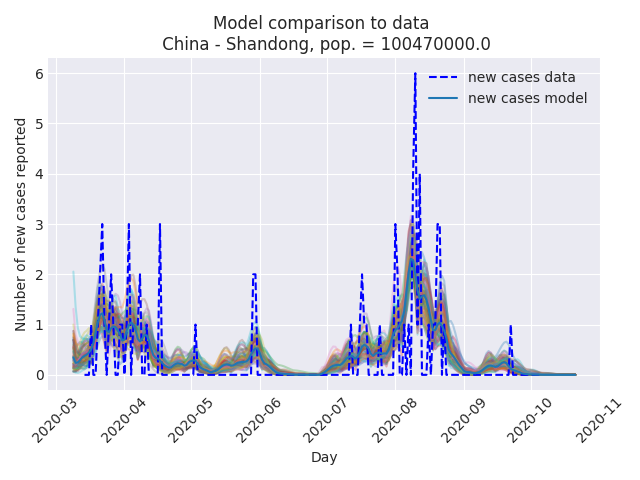 Model comparison to data
China - Shandong, pop. = 100470000.0
new cases data
new cases model
Number of new cases reported
6
5
4
3
2
1
0
2020-03
2020-04
2020-05
2020-06
2020-07
2020-08
2020-09
2020-10
2020-11
Day